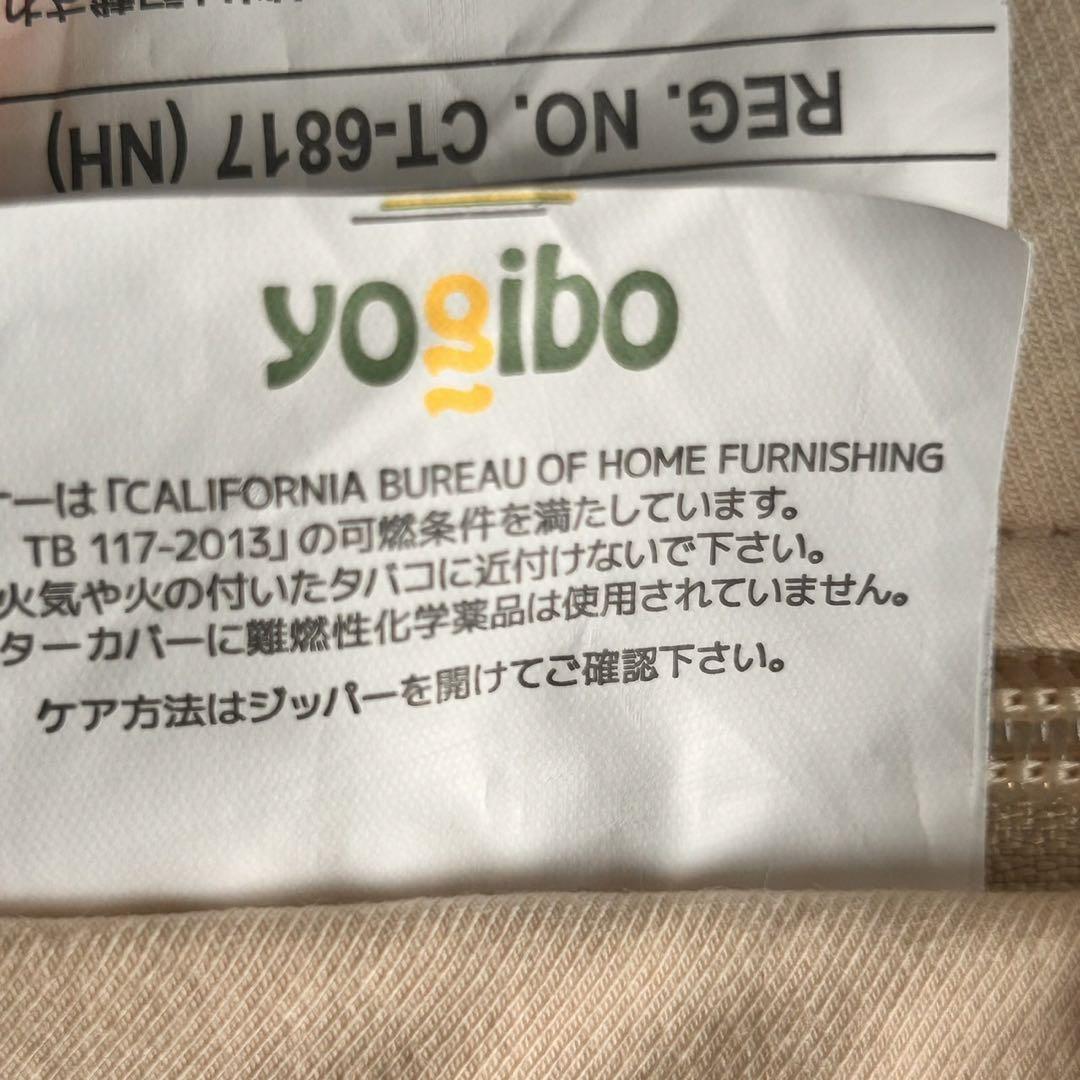 REG. NO. CT-6817 (NH)
yogibo
ーは「CALIFORNIA BUREAU OF HOME FURNISHING
TB 117-2013」の可燃条件を満たしています。
火気や火の付いたタバコに近付けないで下さい。
ターカバーに難燃性化学薬品は使用されていません。
ケア方法はジッパーを開けてご確認下さい。